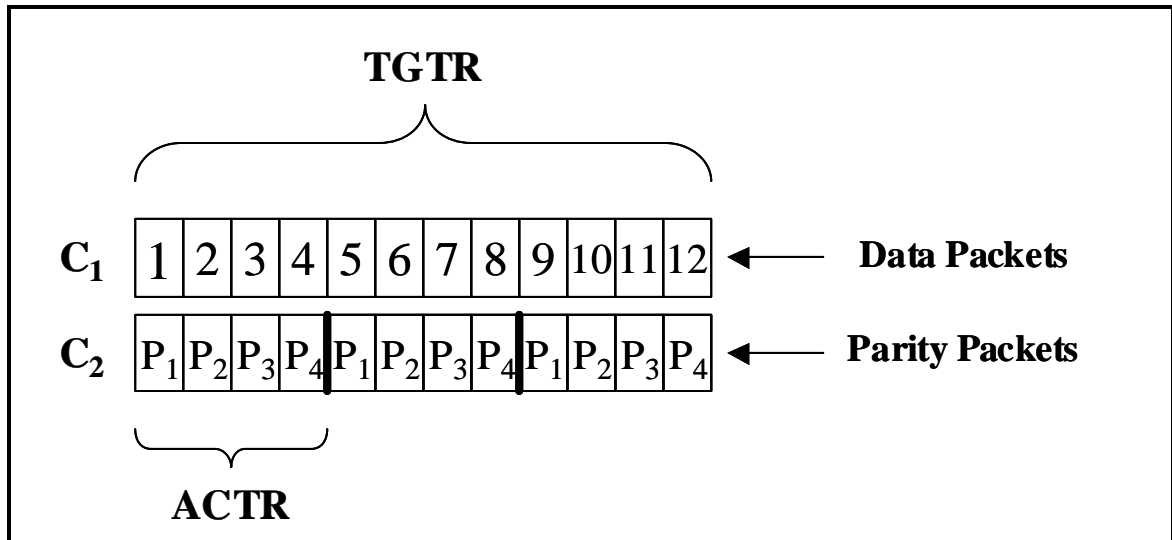 TGTR
C₁ 1 2 3 4 5 6 7 8 9 10 11 12 Data Packets
C₂ P₁ P₂ P₃ P₄ P₁ P₂ P₃ P₄ P₁ P₂ P₃ P₄ Parity Packets
ACTR